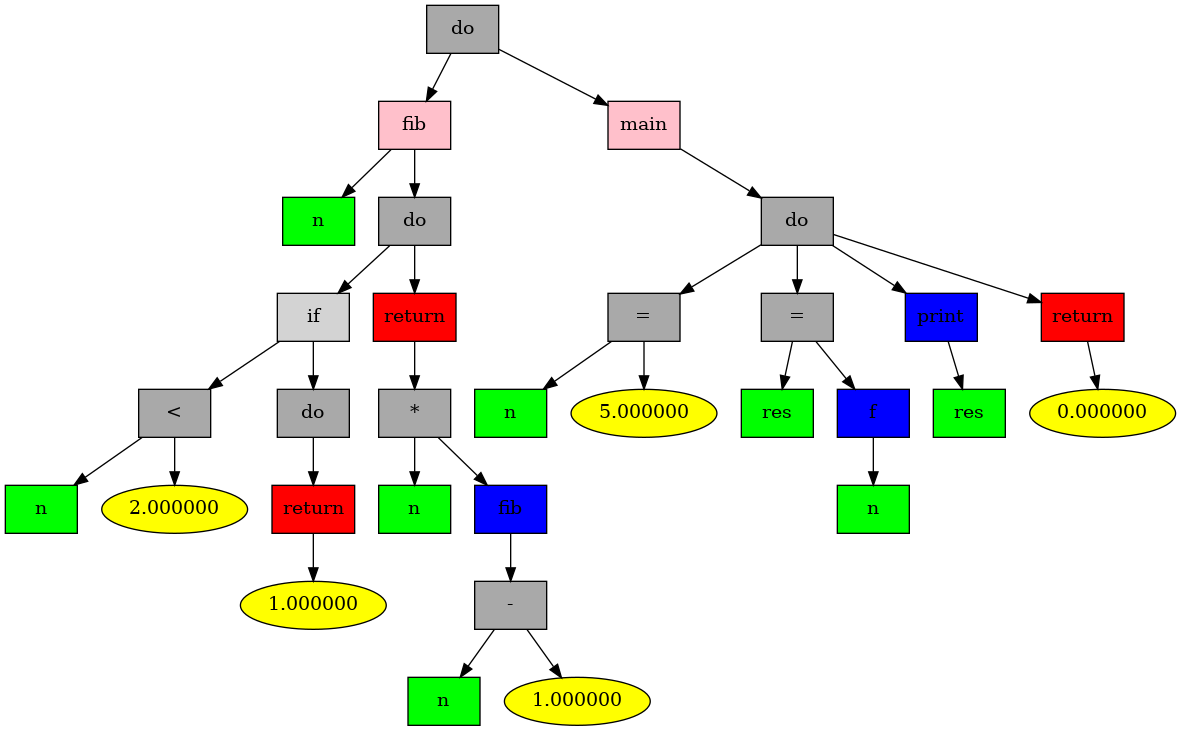 do
fib
main
n
do
do
if
return
=
=
print
return
<
do
*
n
5.000000
res
f
res
0.000000
n
2.000000
return
n
fib
n
1.000000
-
n
1.000000